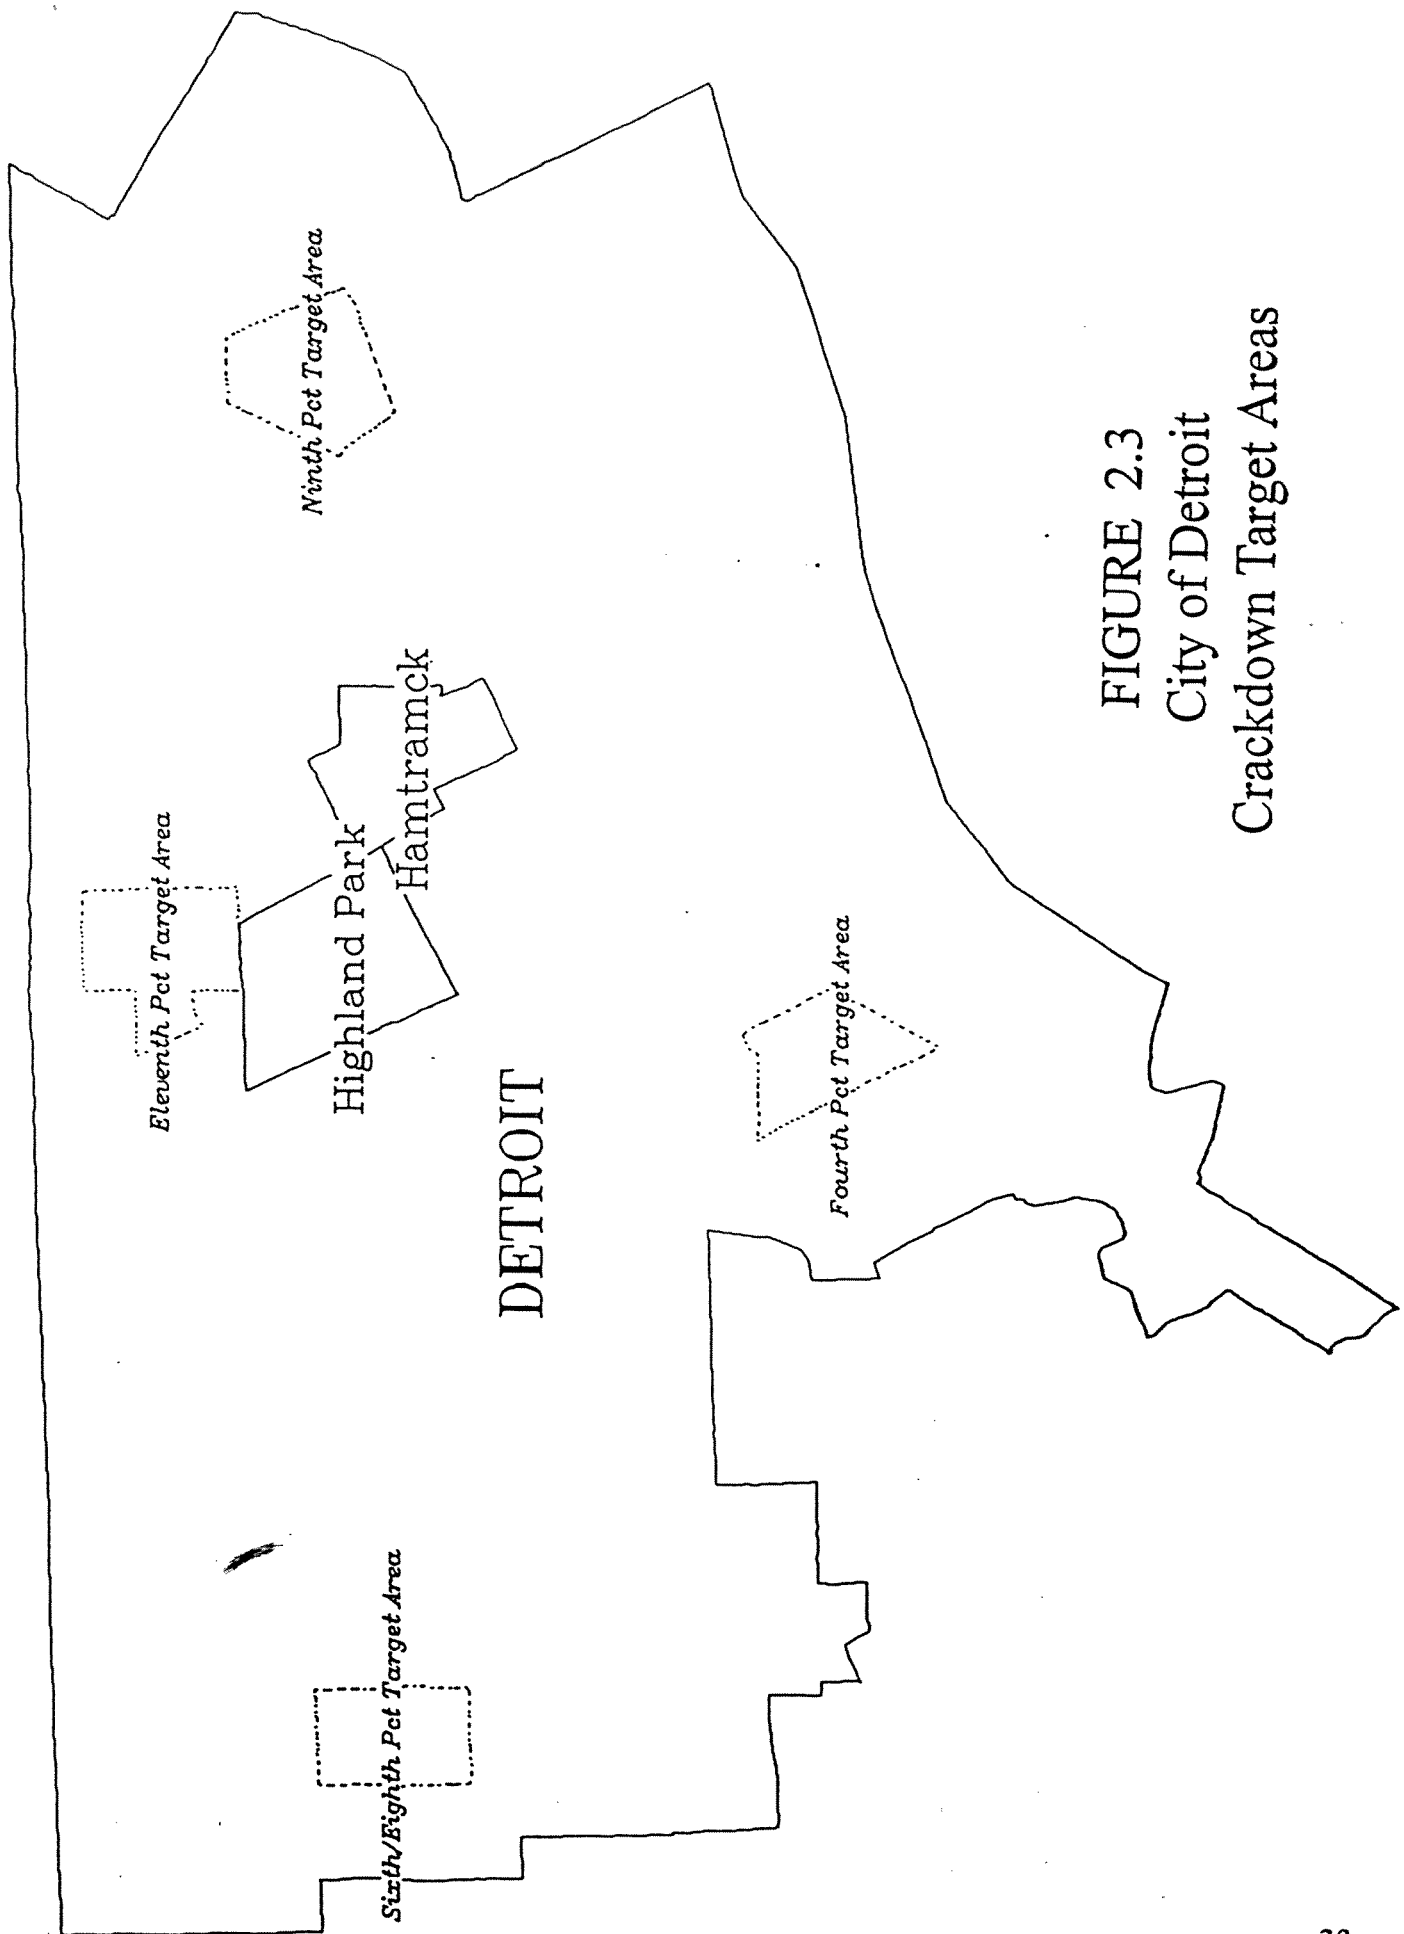 Eleventh Pct Target Area
Ninth Pct Target Area
Highland Park
Hamtramck
Sixth/Eighth Pct Target Area
DETROIT
Fourth Pct Target Area
FIGURE 2.3
City of Detroit
Crackdown Target Areas